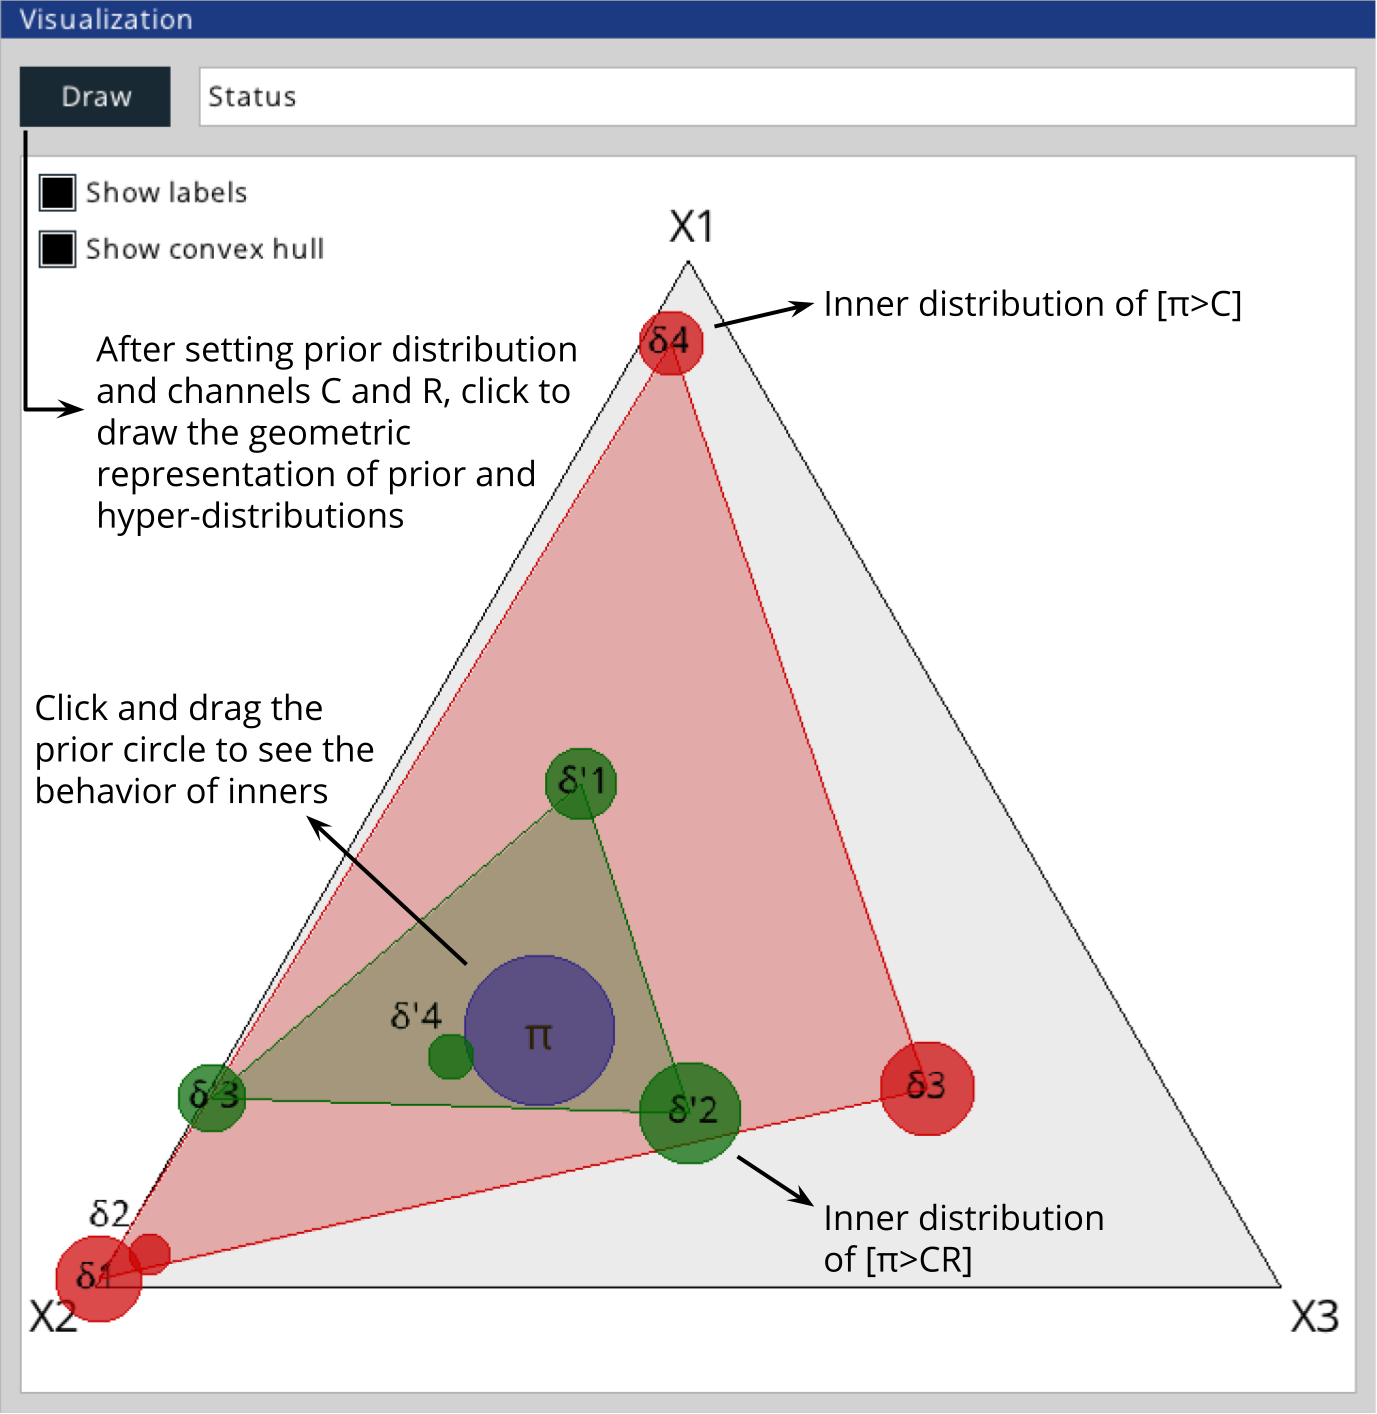 Visualization
Draw
Status
Show labels
Show convex hull
X1
Inner distribution of [π>C]
δ4
After setting prior distribution
and channels C and R, click to
draw the geometric
representation of prior and
hyper-distributions
Click and drag the
prior circle to see the
behavior of inners
δ'1
δ'4
π
δ'3
δ'2
δ3
δ2
δ1
Inner distribution
of [π>CR]
X2
X3